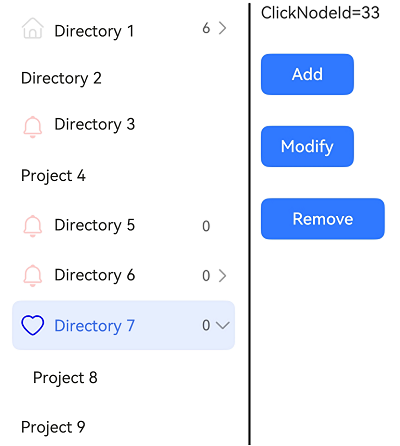 Directory 1 6
Directory 2
Directory 3
Project 4
Directory 5 0
Directory 6 0
Directory 7 0
Project 8
Project 9
ClickNodeId=33
Add
Modify
Remove